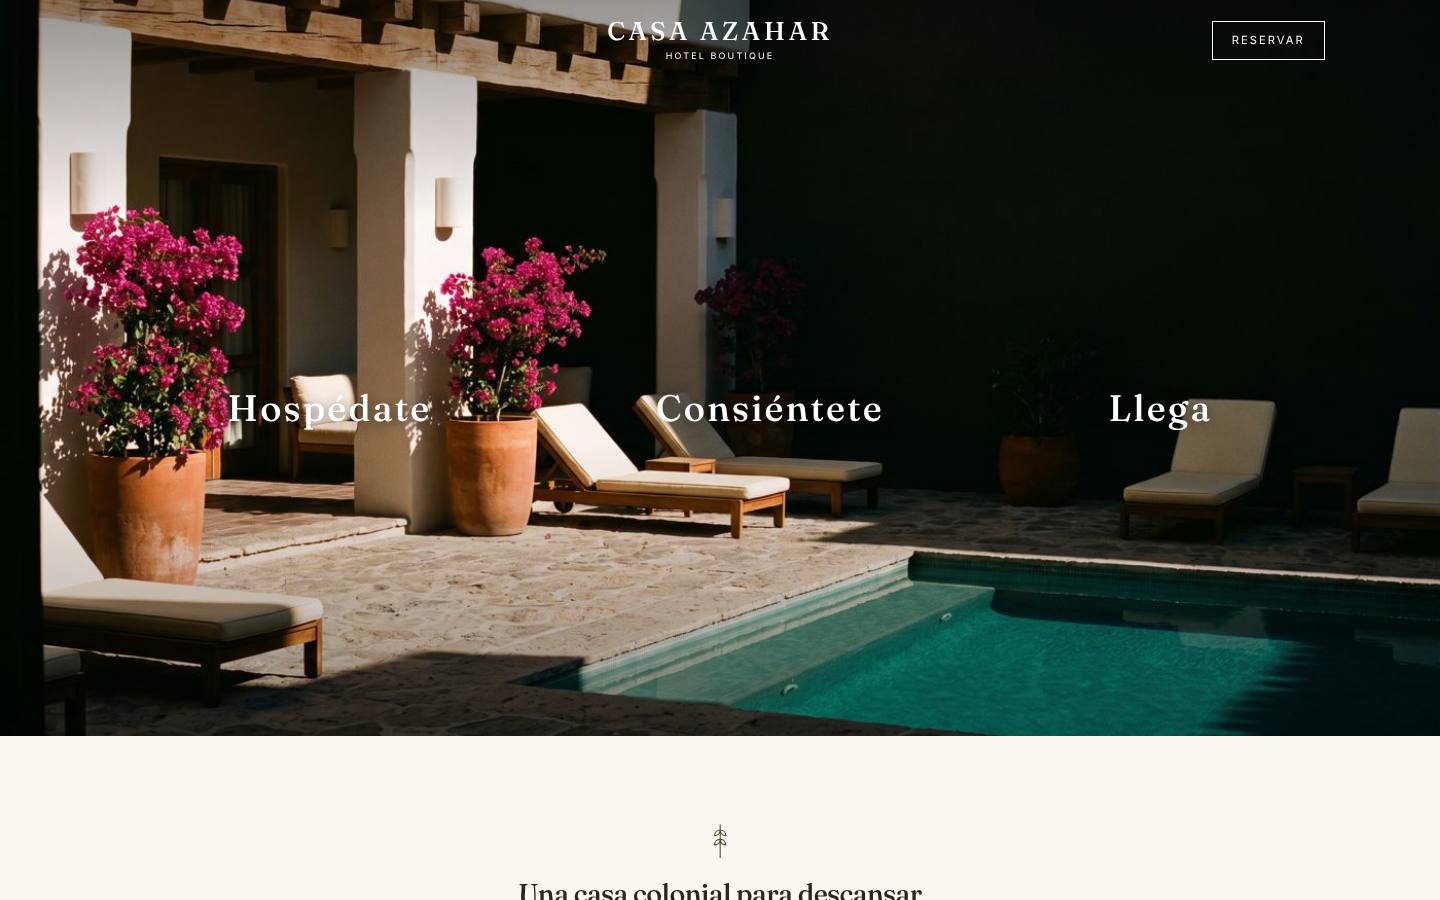 CASA AZAHAR
HOTEL BOUTIQUE
RESERVAR
Hospédate
Consiéntete
Llega
Una casa colonial para descansar